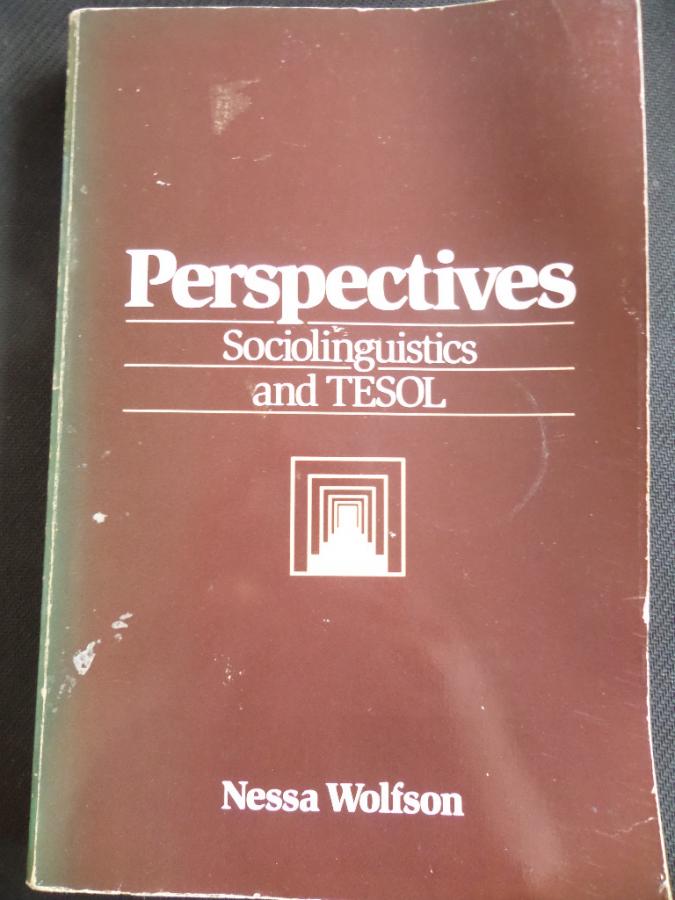 Perspectives
Sociolinguistics
and TESOL
Nessa Wolfson